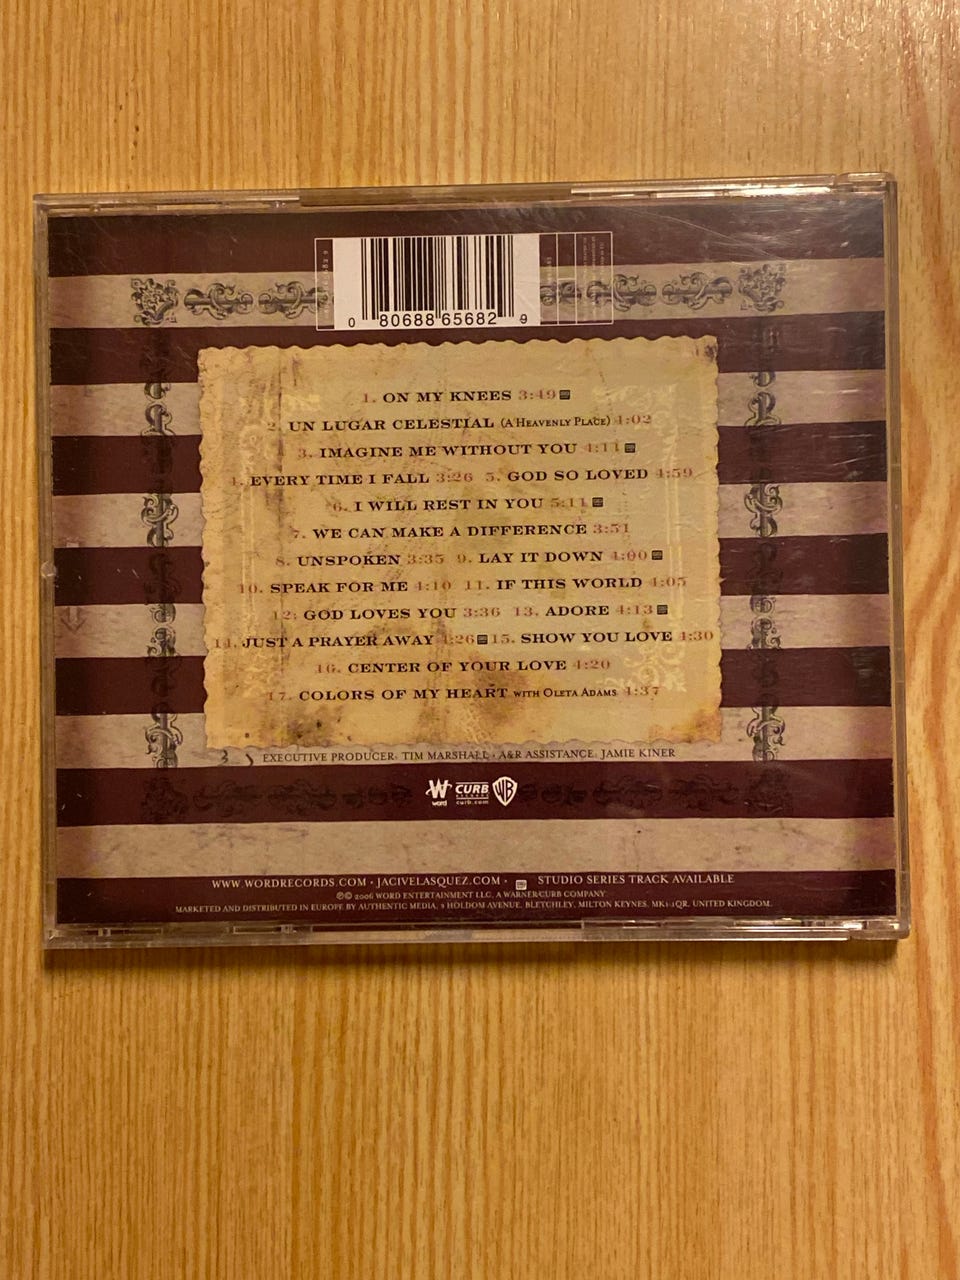 0 80688 65682 9
1. ON MY KNEES 3:49
2. UN LUGAR CELESTIAL (A HEAVENLY PLACE) 4:02
3. IMAGINE ME WITHOUT YOU 4:11
4. EVERY TIME I FALL 3:26 5. GOD SO LOVED 4:59
6. I WILL REST IN YOU 5:11
7. WE CAN MAKE A DIFFERENCE 3:51
8. UNSPOKEN 3:35 9. LAY IT DOWN 4:00
10. SPEAK FOR ME 4:10 11. IF THIS WORLD 4:05
12. GOD LOVES YOU 3:36 13. ADORE 4:13
14. JUST A PRAYER AWAY 4:26 15. SHOW YOU LOVE 4:30
16. CENTER OF YOUR LOVE 4:20
17. COLORS OF MY HEART WITH OLETA ADAMS 4:37
EXECUTIVE PRODUCER: TIM MARSHALL • A&R ASSISTANCE: JAMIE KINER
W word CURB RECORDS curb.com WB
WWW.WORDRECORDS.COM • JACIVELASQUEZ.COM • STUDIO SERIES TRACK AVAILABLE
℗© 2006 WORD ENTERTAINMENT LLC, A WARNER/CURB COMPANY
MARKETED AND DISTRIBUTED IN EUROPE BY AUTHENTIC MEDIA, 9 HOLDOM AVENUE, BLETCHLEY, MILTON KEYNES, MK1 1QR, UNITED KINGDOM.